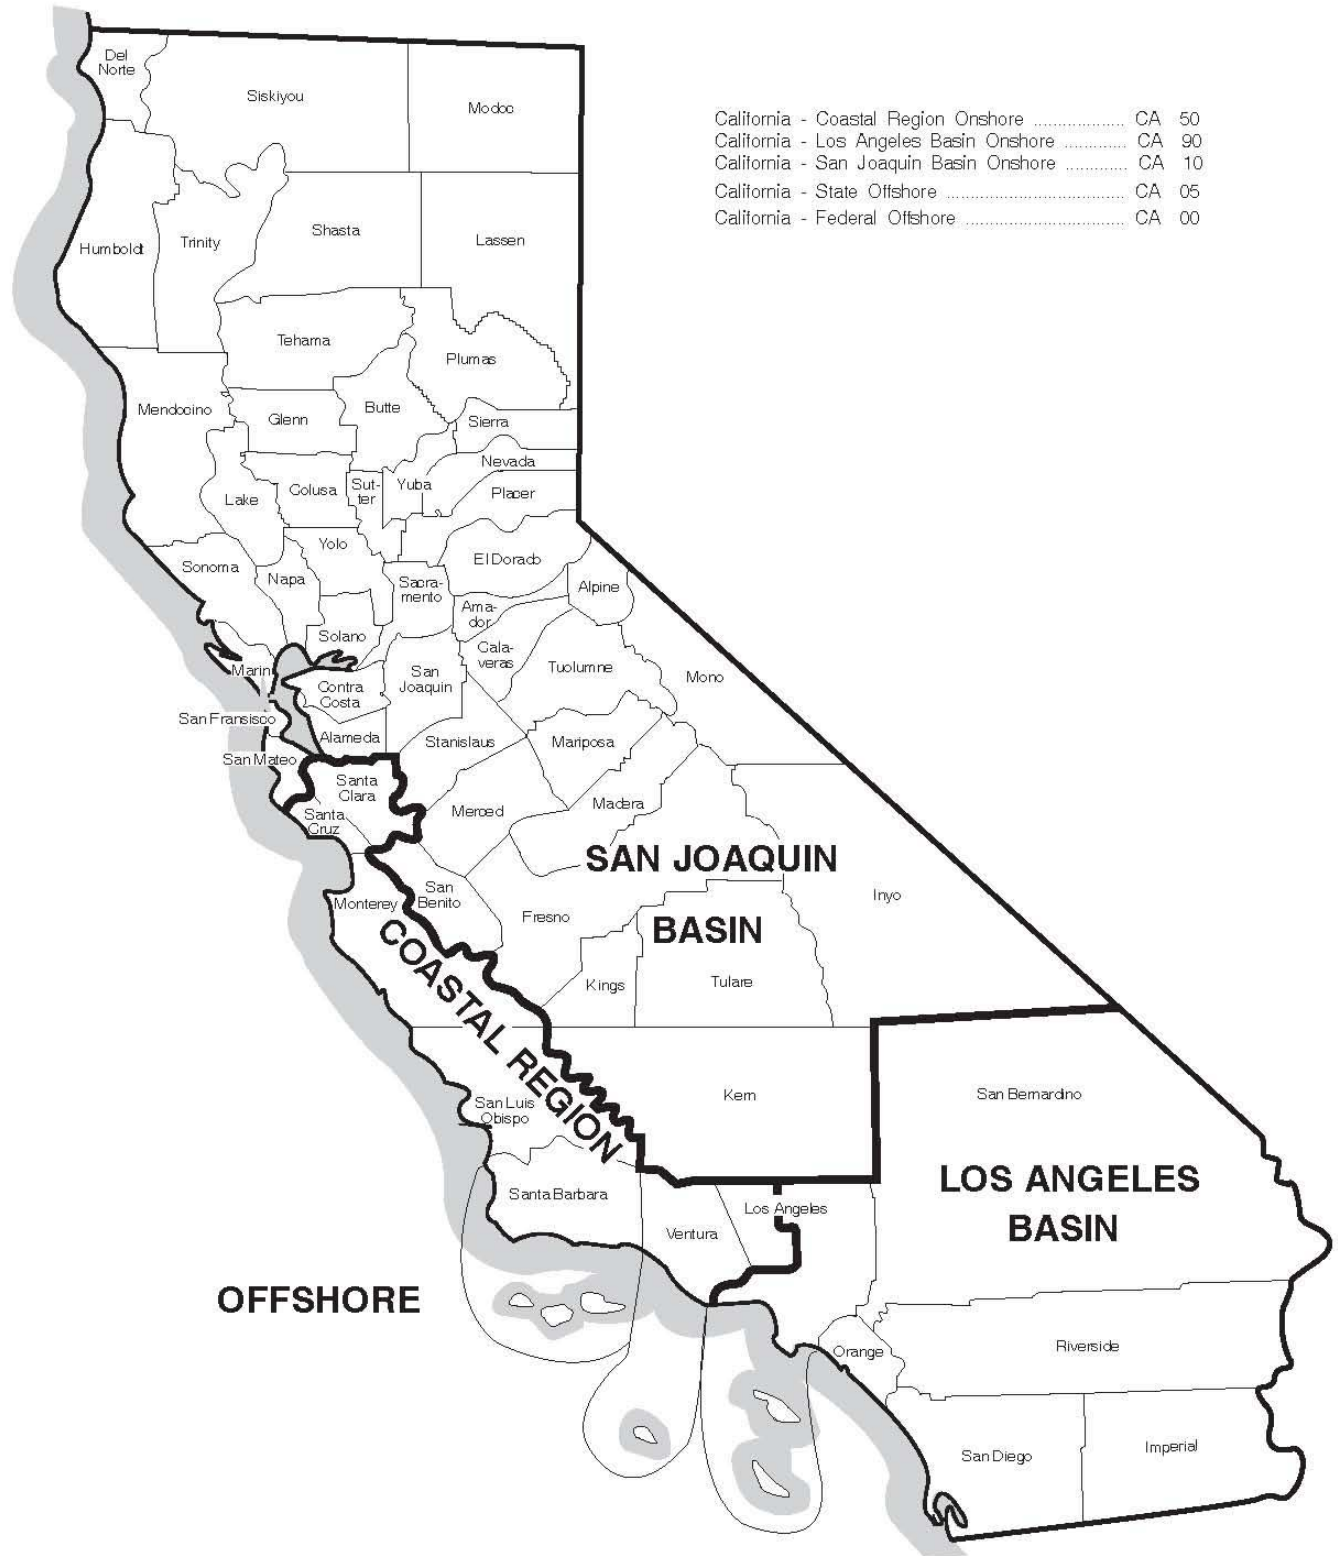 Del
Norte
Siskiyou
Modoc
California - Coastal Region Onshore ................... CA 50
California - Los Angeles Basin Onshore ............. CA 90
California - San Joaquin Basin Onshore ............. CA 10
California - State Offshore ..................................... CA 05
California - Federal Offshore ................................. CA 00
Humboldt
Trinity
Shasta
Lassen
Tehama
Plumas
Mendocino
Glenn
Butte
Sierra
Nevada
Lake
Colusa
Sut-
ter
Yuba
Placer
Yolo
El Dorado
Sonoma
Napa
Sacra-
mento
Alpine
Ama-
dor
Solano
Cala-
veras
Marin
San
Joaquin
Tuolumne
Mono
Contra
Costa
San Fransisco
Alameda
Stanislaus
Mariposa
San Mateo
Santa
Clara
Santa
Cruz
Merced
Madera
SAN JOAQUIN
BASIN
Monterey
San
Benito
Fresno
Inyo
Kings
Tulare
COASTAL REGION
Kern
San Bernardino
San Luis
Obispo
LOS ANGELES
BASIN
Santa Barbara
Ventura
Los Angeles
OFFSHORE
Orange
Riverside
San Diego
Imperial